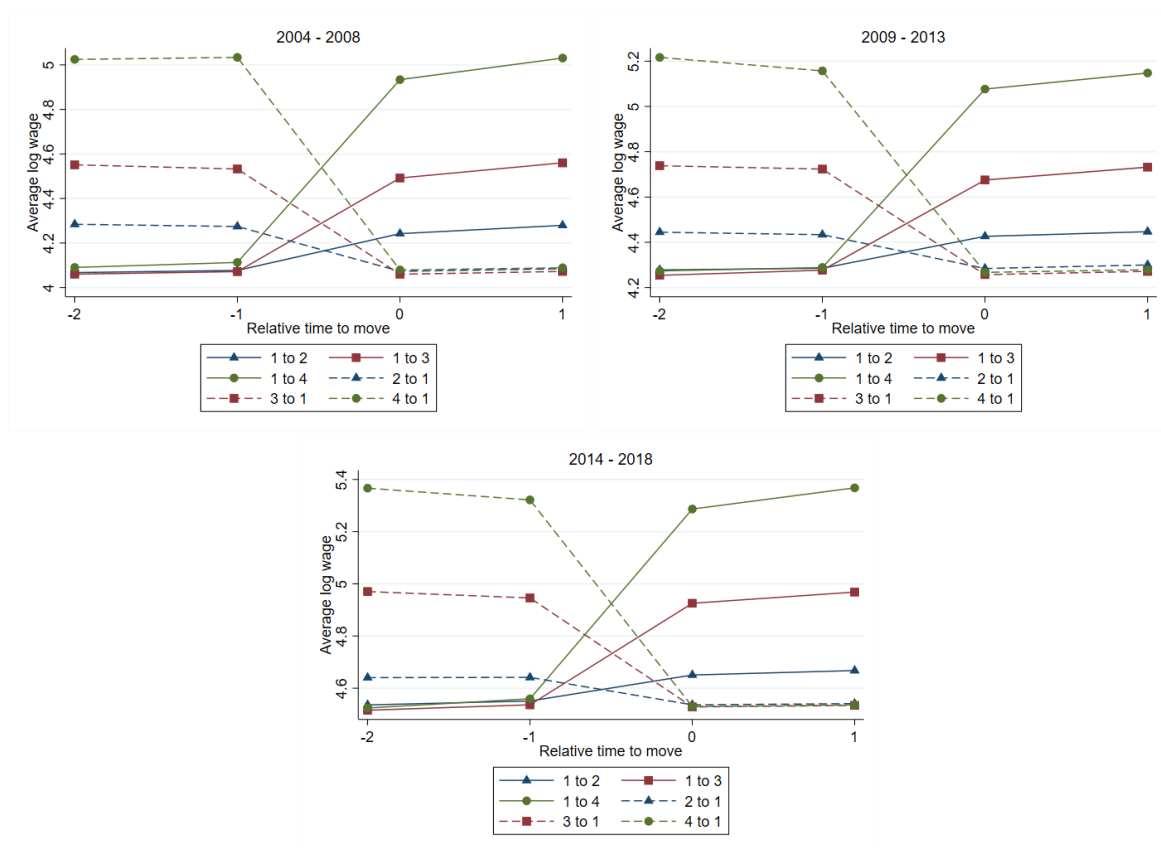 2004 - 2008
Average log wage
5
4.8
4.6
4.4
4.2
4
-2 -1 0 1
Relative time to move
1 to 2 1 to 3
1 to 4 2 to 1
3 to 1 4 to 1
2009 - 2013
Average log wage
5.2
5
4.8
4.6
4.4
4.2
-2 -1 0 1
Relative time to move
1 to 2 1 to 3
1 to 4 2 to 1
3 to 1 4 to 1
2014 - 2018
Average log wage
5.4
5.2
5
4.8
4.6
-2 -1 0 1
Relative time to move
1 to 2 1 to 3
1 to 4 2 to 1
3 to 1 4 to 1